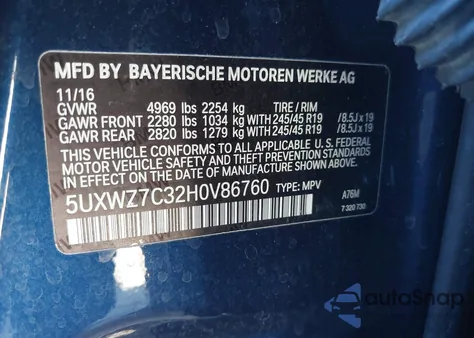 MFD BY BAYERISCHE MOTOREN WERKE AG
11/16
GVWR 4969 lbs 2254 kg TIRE / RIM
GAWR FRONT 2280 lbs 1034 kg WITH 245/45 R19 /8.5J x 19
GAWR REAR 2820 lbs 1279 kg WITH 245/45 R19 /8.5J x 19
THIS VEHICLE CONFORMS TO ALL APPLICABLE U. S. FEDERAL
MOTOR VEHICLE SAFETY, BUMPER, AND THEFT PREVENTION
STANDARDS IN EFFECT ON THE DATE OF MANUFACTURE SHOWN ABOVE.
5UXWZ7C32H0V86760 TYPE: MPV A76M
7 320 730
autoSnap